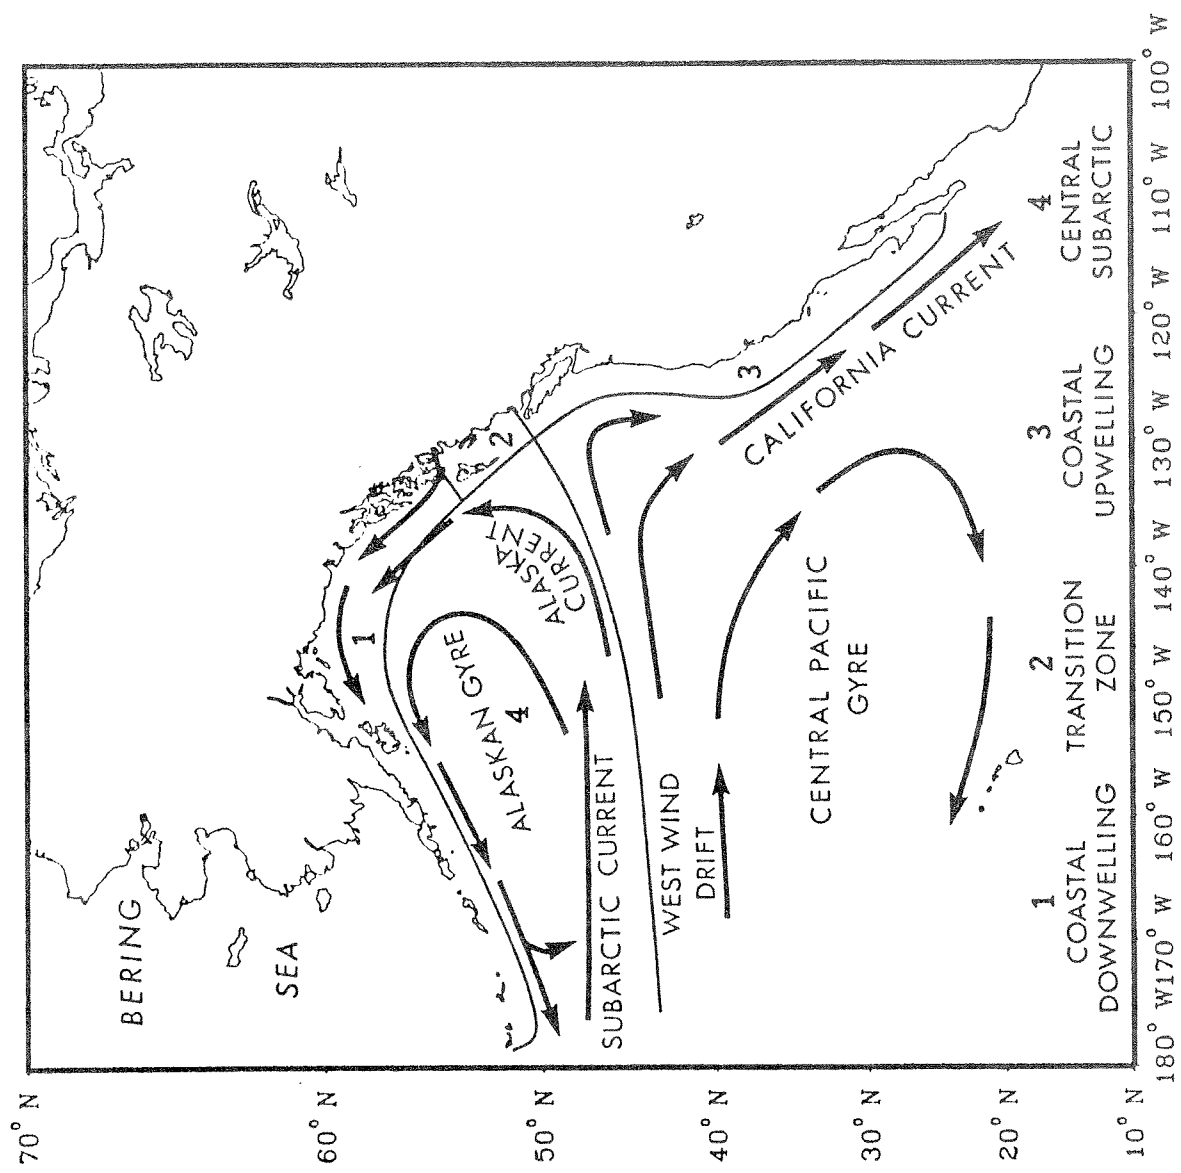 70° N
60° N
50° N
40° N
30° N
20° N
10° N
BERING
SEA
1
2
3
4
ALASKA
CURRENT
ALASKAN GYRE
SUBARCTIC CURRENT
WEST WIND
DRIFT
CALIFORNIA CURRENT
CENTRAL PACIFIC
GYRE
1
COASTAL
DOWNWELLING
2
TRANSITION
ZONE
3
COASTAL
UPWELLING
4
CENTRAL
SUBARCTIC
180° W
170° W
160° W
150° W
140° W
130° W
120° W
110° W
100° W